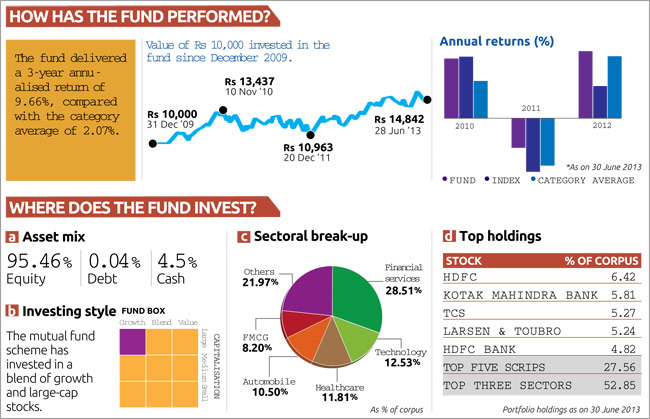 HOW HAS THE FUND PERFORMED?
The fund delivered
a 3-year annu-
alised return of
9.66%, compared
with the category
average of 2.07%.
Value of Rs 10,000 invested in the
fund since December 2009.
Rs 10,000
31 Dec '09
Rs 13,437
10 Nov '10
Rs 10,963
20 Dec '11
Rs 14,842
28 Jun '13
Annual returns (%)
2010
2011
2012
*As on 30 June 2013
FUND INDEX CATEGORY AVERAGE
WHERE DOES THE FUND INVEST?
a Asset mix
95.46% 0.04% 4.5%
Equity Debt Cash
b Investing style
The mutual fund
scheme has
invested in a
blend of growth
and large-cap
stocks.
FUND BOX
Growth Blend Value
Large Medium Small
CAPITALISATION
c Sectoral break-up
Others
21.97%
Financial
services
28.51%
FMCG
8.20%
Technology
12.53%
Automobile
10.50%
Healthcare
11.81%
As % of corpus
d Top holdings
STOCK % OF CORPUS
HDFC 6.42
KOTAK MAHINDRA BANK 5.81
TCS 5.27
LARSEN & TOUBRO 5.24
HDFC BANK 4.82
TOP FIVE SCRIPS 27.56
TOP THREE SECTORS 52.85
Portfolio holdings as on 30 June 2013